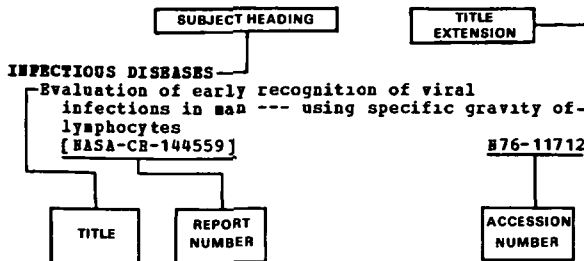 SUBJECT HEADING
TITLE
EXTENSION
INFECTIOUS DISEASES
Evaluation of early recognition of viral
infections in man --- using specific gravity of
lymphocytes
[NASA-CR-144559]
N76-11712
TITLE
REPORT
NUMBER
ACCESSION
NUMBER